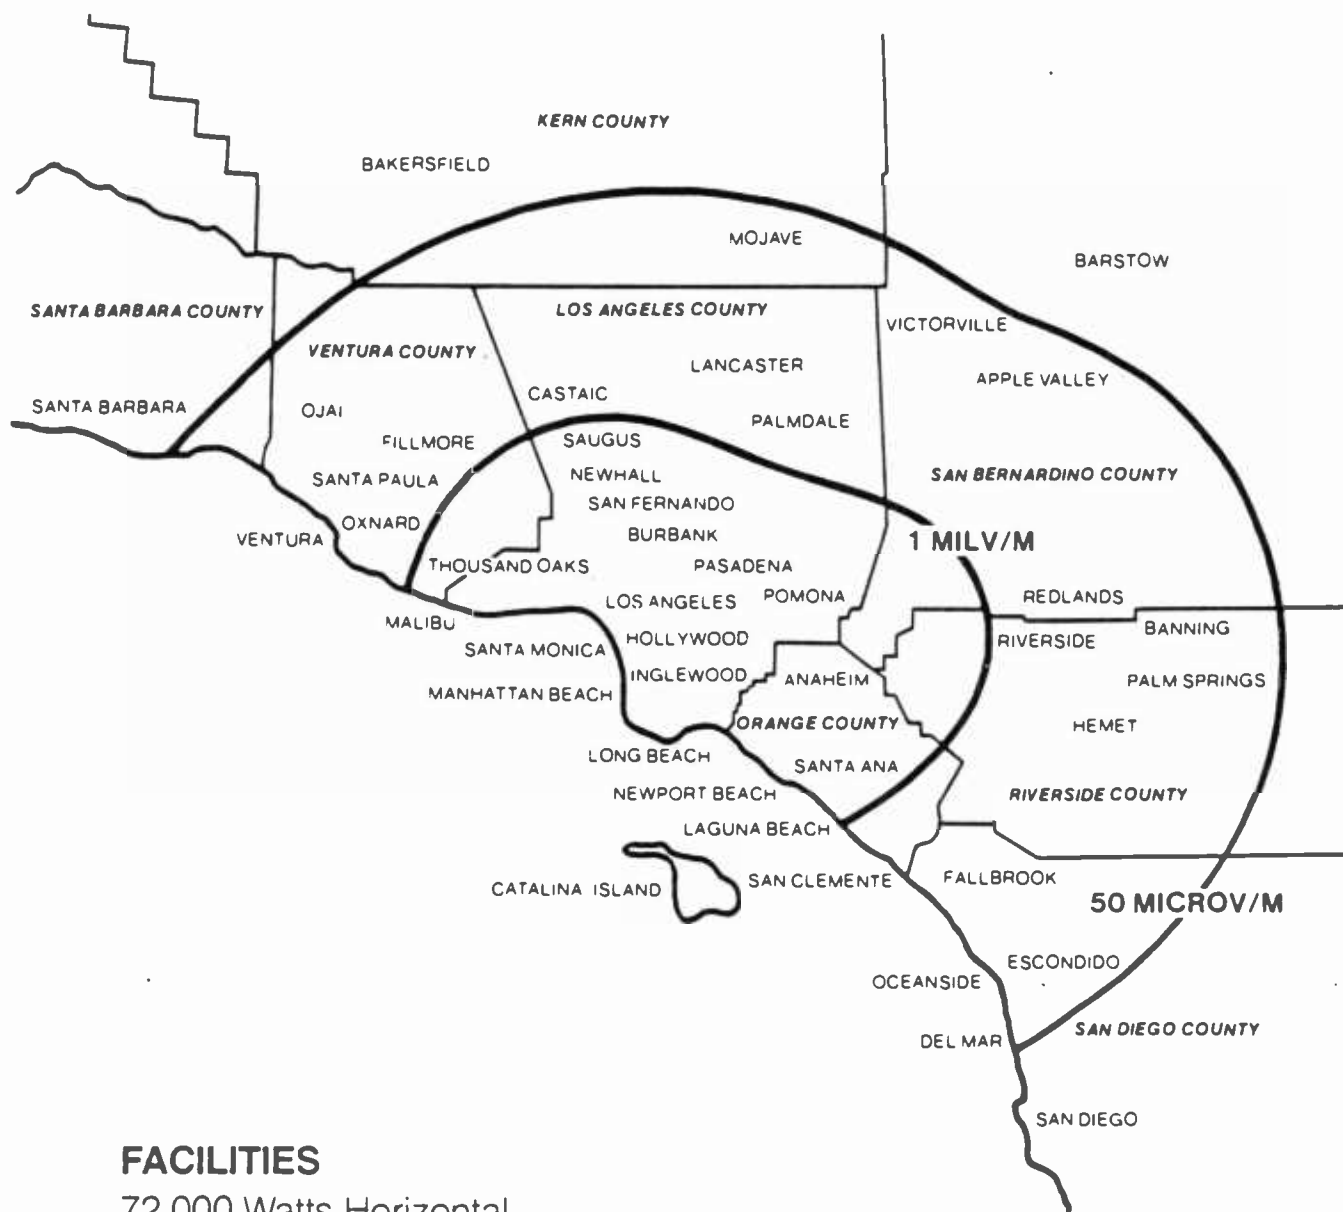 KERN COUNTY
BAKERSFIELD
MOJAVE
BARSTOW
SANTA BARBARA COUNTY
LOS ANGELES COUNTY
VICTORVILLE
VENTURA COUNTY
LANCASTER
APPLE VALLEY
CASTAIC
SANTA BARBARA
OJAI
PALMDALE
FILLMORE
SAUGUS
SANTA PAULA
NEWHALL
SAN BERNARDINO COUNTY
SAN FERNANDO
OXNARD
BURBANK
VENTURA
1 MILV/M
THOUSAND OAKS
PASADENA
POMONA
REDLANDS
LOS ANGELES
MALIBU
BANNING
HOLLYWOOD
RIVERSIDE
SANTA MONICA
INGLEWOOD
ANAHEIM
PALM SPRINGS
MANHATTAN BEACH
ORANGE COUNTY
HEMET
LONG BEACH
SANTA ANA
NEWPORT BEACH
RIVERSIDE COUNTY
LAGUNA BEACH
SAN CLEMENTE
FALLBROOK
CATALINA ISLAND
50 MICROV/M
ESCONDIDO
OCEANSIDE
SAN DIEGO COUNTY
DEL MAR
SAN DIEGO
FACILITIES
72,000 Watts Horizontal